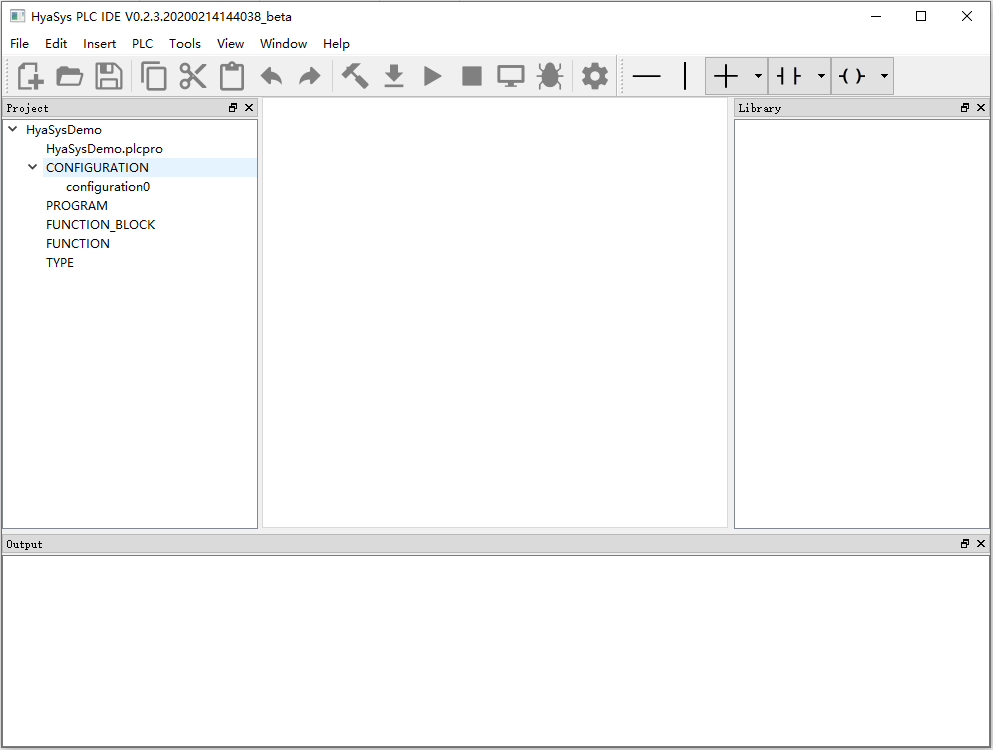 HyaSys PLC IDE V0.2.3.20200214144038_beta
File Edit Insert PLC Tools View Window Help
Project
Library
HyaSysDemo
HyaSysDemo.plcpro
CONFIGURATION
configuration0
PROGRAM
FUNCTION_BLOCK
FUNCTION
TYPE
Output